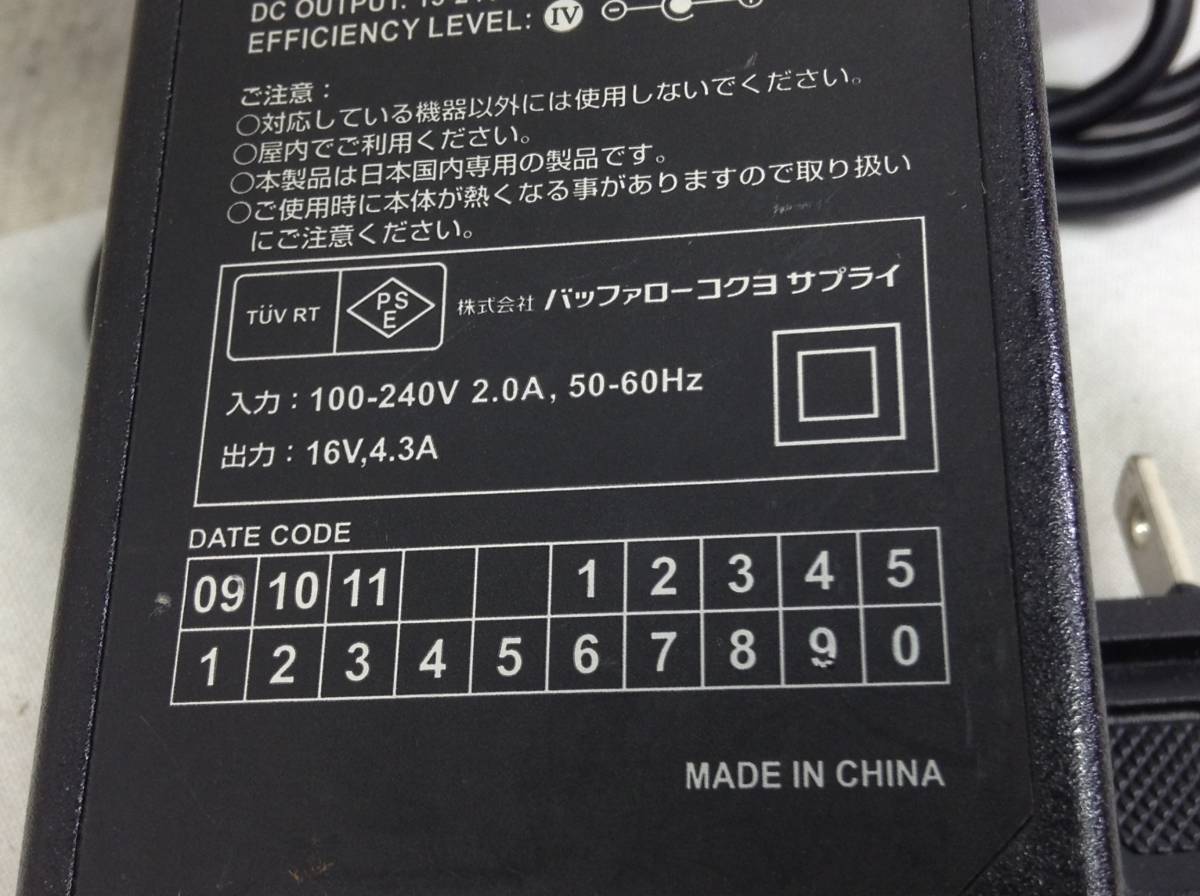 DC OUTPUT:
EFFICIENCY LEVEL: IV
ご注意：
○対応している機器以外には使用しないでください。
○屋内でご利用ください。
○本製品は日本国内専用の製品です。
○ご使用時に本体が熱くなる事がありますので取り扱い
にご注意ください。
TÜV RT
PS
E
株式会社 バッファローコクヨ サプライ
入力：100-240V 2.0A, 50-60Hz
出力：16V,4.3A
DATE CODE
09 10 11 1 2 3 4 5
1 2 3 4 5 6 7 8 9 0
MADE IN CHINA